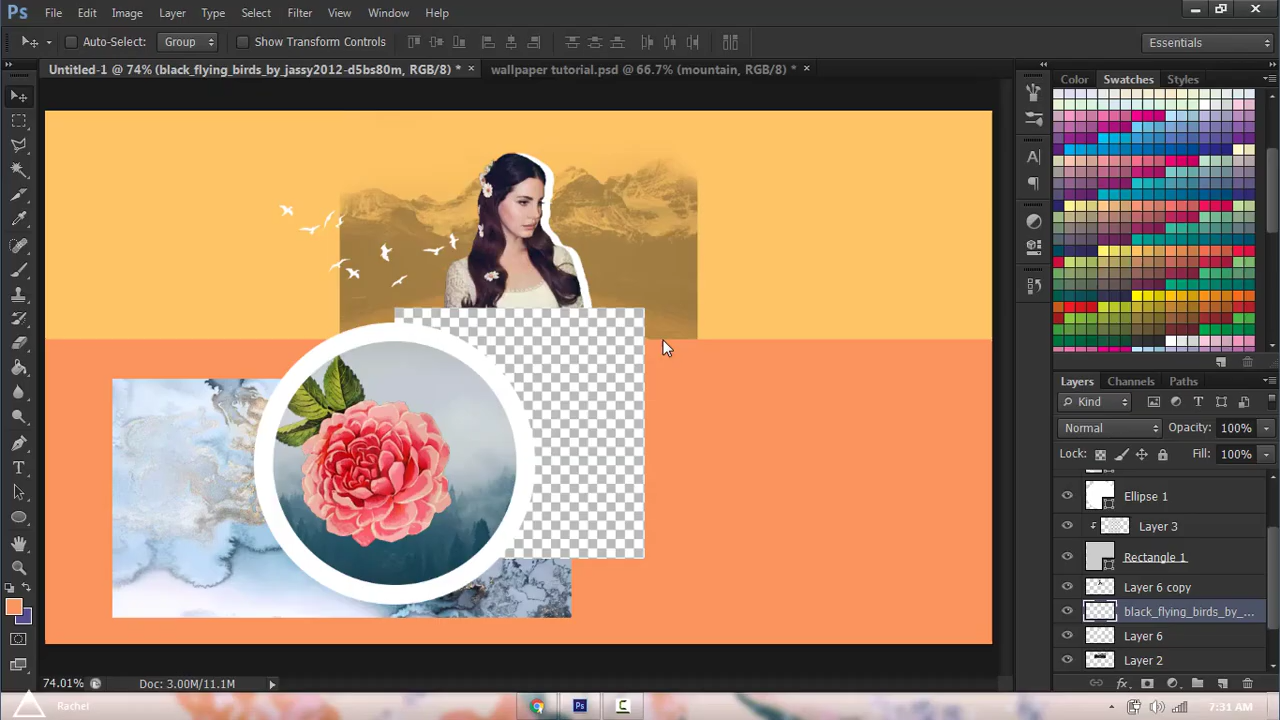 Ps File Edit Image Layer Type Select Filter View Window Help
Auto-Select: Group Show Transform Controls Essentials
Untitled-1 @ 74% (black_flying_birds_by_jassy2012-d5bs80m, RGB/8) * × wallpaper tutorial.psd @ 66.7% (mountain, RGB/8) * ×
Color Swatches Styles
Layers Channels Paths
Kind
Normal Opacity: 100%
Lock: Fill: 100%
Ellipse 1
Layer 3
Rectangle 1
Layer 6 copy
black_flying_birds_by_...
Layer 6
Layer 2
74.01% Doc: 3.00M/11.1M
Rachel Ps 7:31 AM